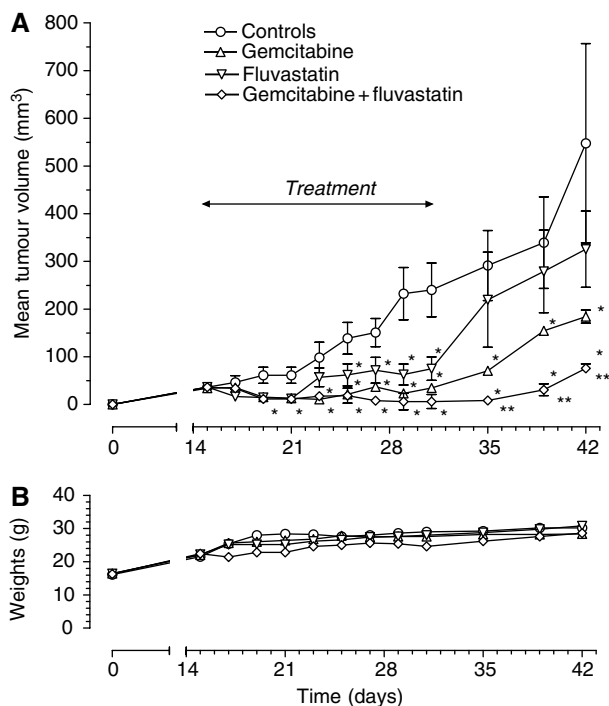 A
Controls
Gemcitabine
Fluvastatin
Gemcitabine + fluvastatin
Treatment
Mean tumour volume (mm³)
800
700
600
500
400
300
200
100
0
* * * * * * * * * * * * * * * * * ** * ** * * **
0 14 21 28 35 42
B
Weights (g)
40
30
20
10
0
0 14 21 28 35 42
Time (days)